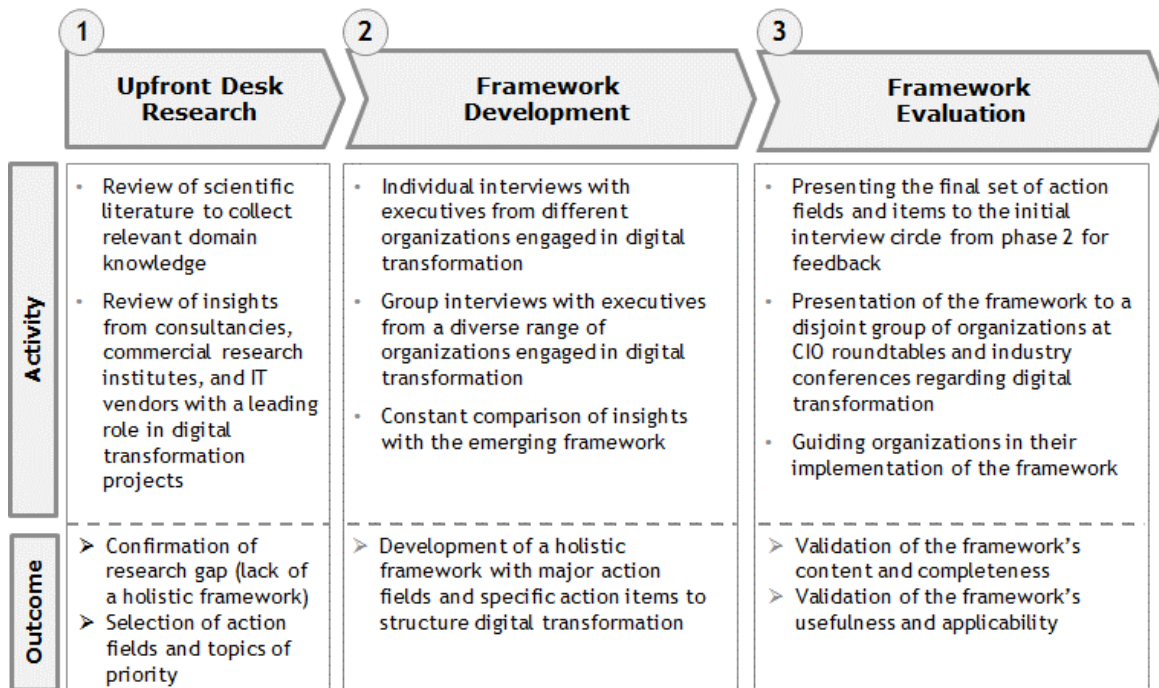 1
Upfront Desk
Research
2
Framework
Development
3
Framework
Evaluation
Activity
• Review of scientific
literature to collect
relevant domain
knowledge
• Review of insights
from consultancies,
commercial research
institutes, and IT
vendors with a leading
role in digital
transformation
projects
• Individual interviews with
executives from different
organizations engaged in digital
transformation
• Group interviews with executives
from a diverse range of
organizations engaged in digital
transformation
• Constant comparison of insights
with the emerging framework
• Presenting the final set of action
fields and items to the initial
interview circle from phase 2 for
feedback
• Presentation of the framework to a
disjoint group of organizations at
CIO roundtables and industry
conferences regarding digital
transformation
• Guiding organizations in their
implementation of the framework
Outcome
➢ Confirmation of
research gap (lack of
a holistic framework)
➢ Selection of action
fields and topics of
priority
➢ Development of a holistic
framework with major action
fields and specific action items to
structure digital transformation
➢ Validation of the framework’s
content and completeness
➢ Validation of the framework’s
usefulness and applicability